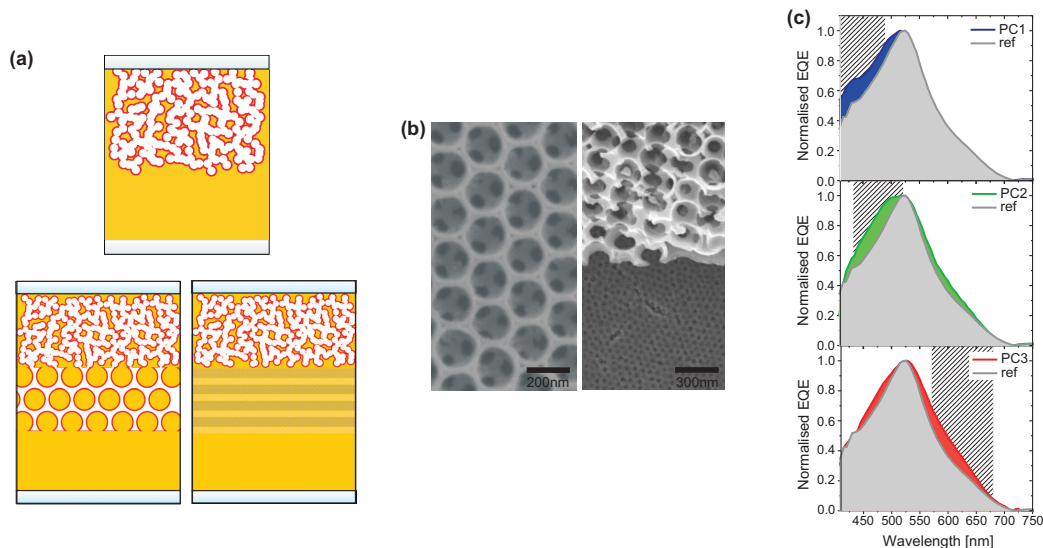 (a)
(b)
200nm
300nm
(c)
Normalised EQE
1.0
0.8
0.6
0.4
0.2
0.0
PC1
ref
Normalised EQE
1.0
0.8
0.6
0.4
0.2
0.0
PC2
ref
Normalised EQE
1.0
0.8
0.6
0.4
0.2
0.0
PC3
ref
450 500 550 600 650 700 750
Wavelength [nm]